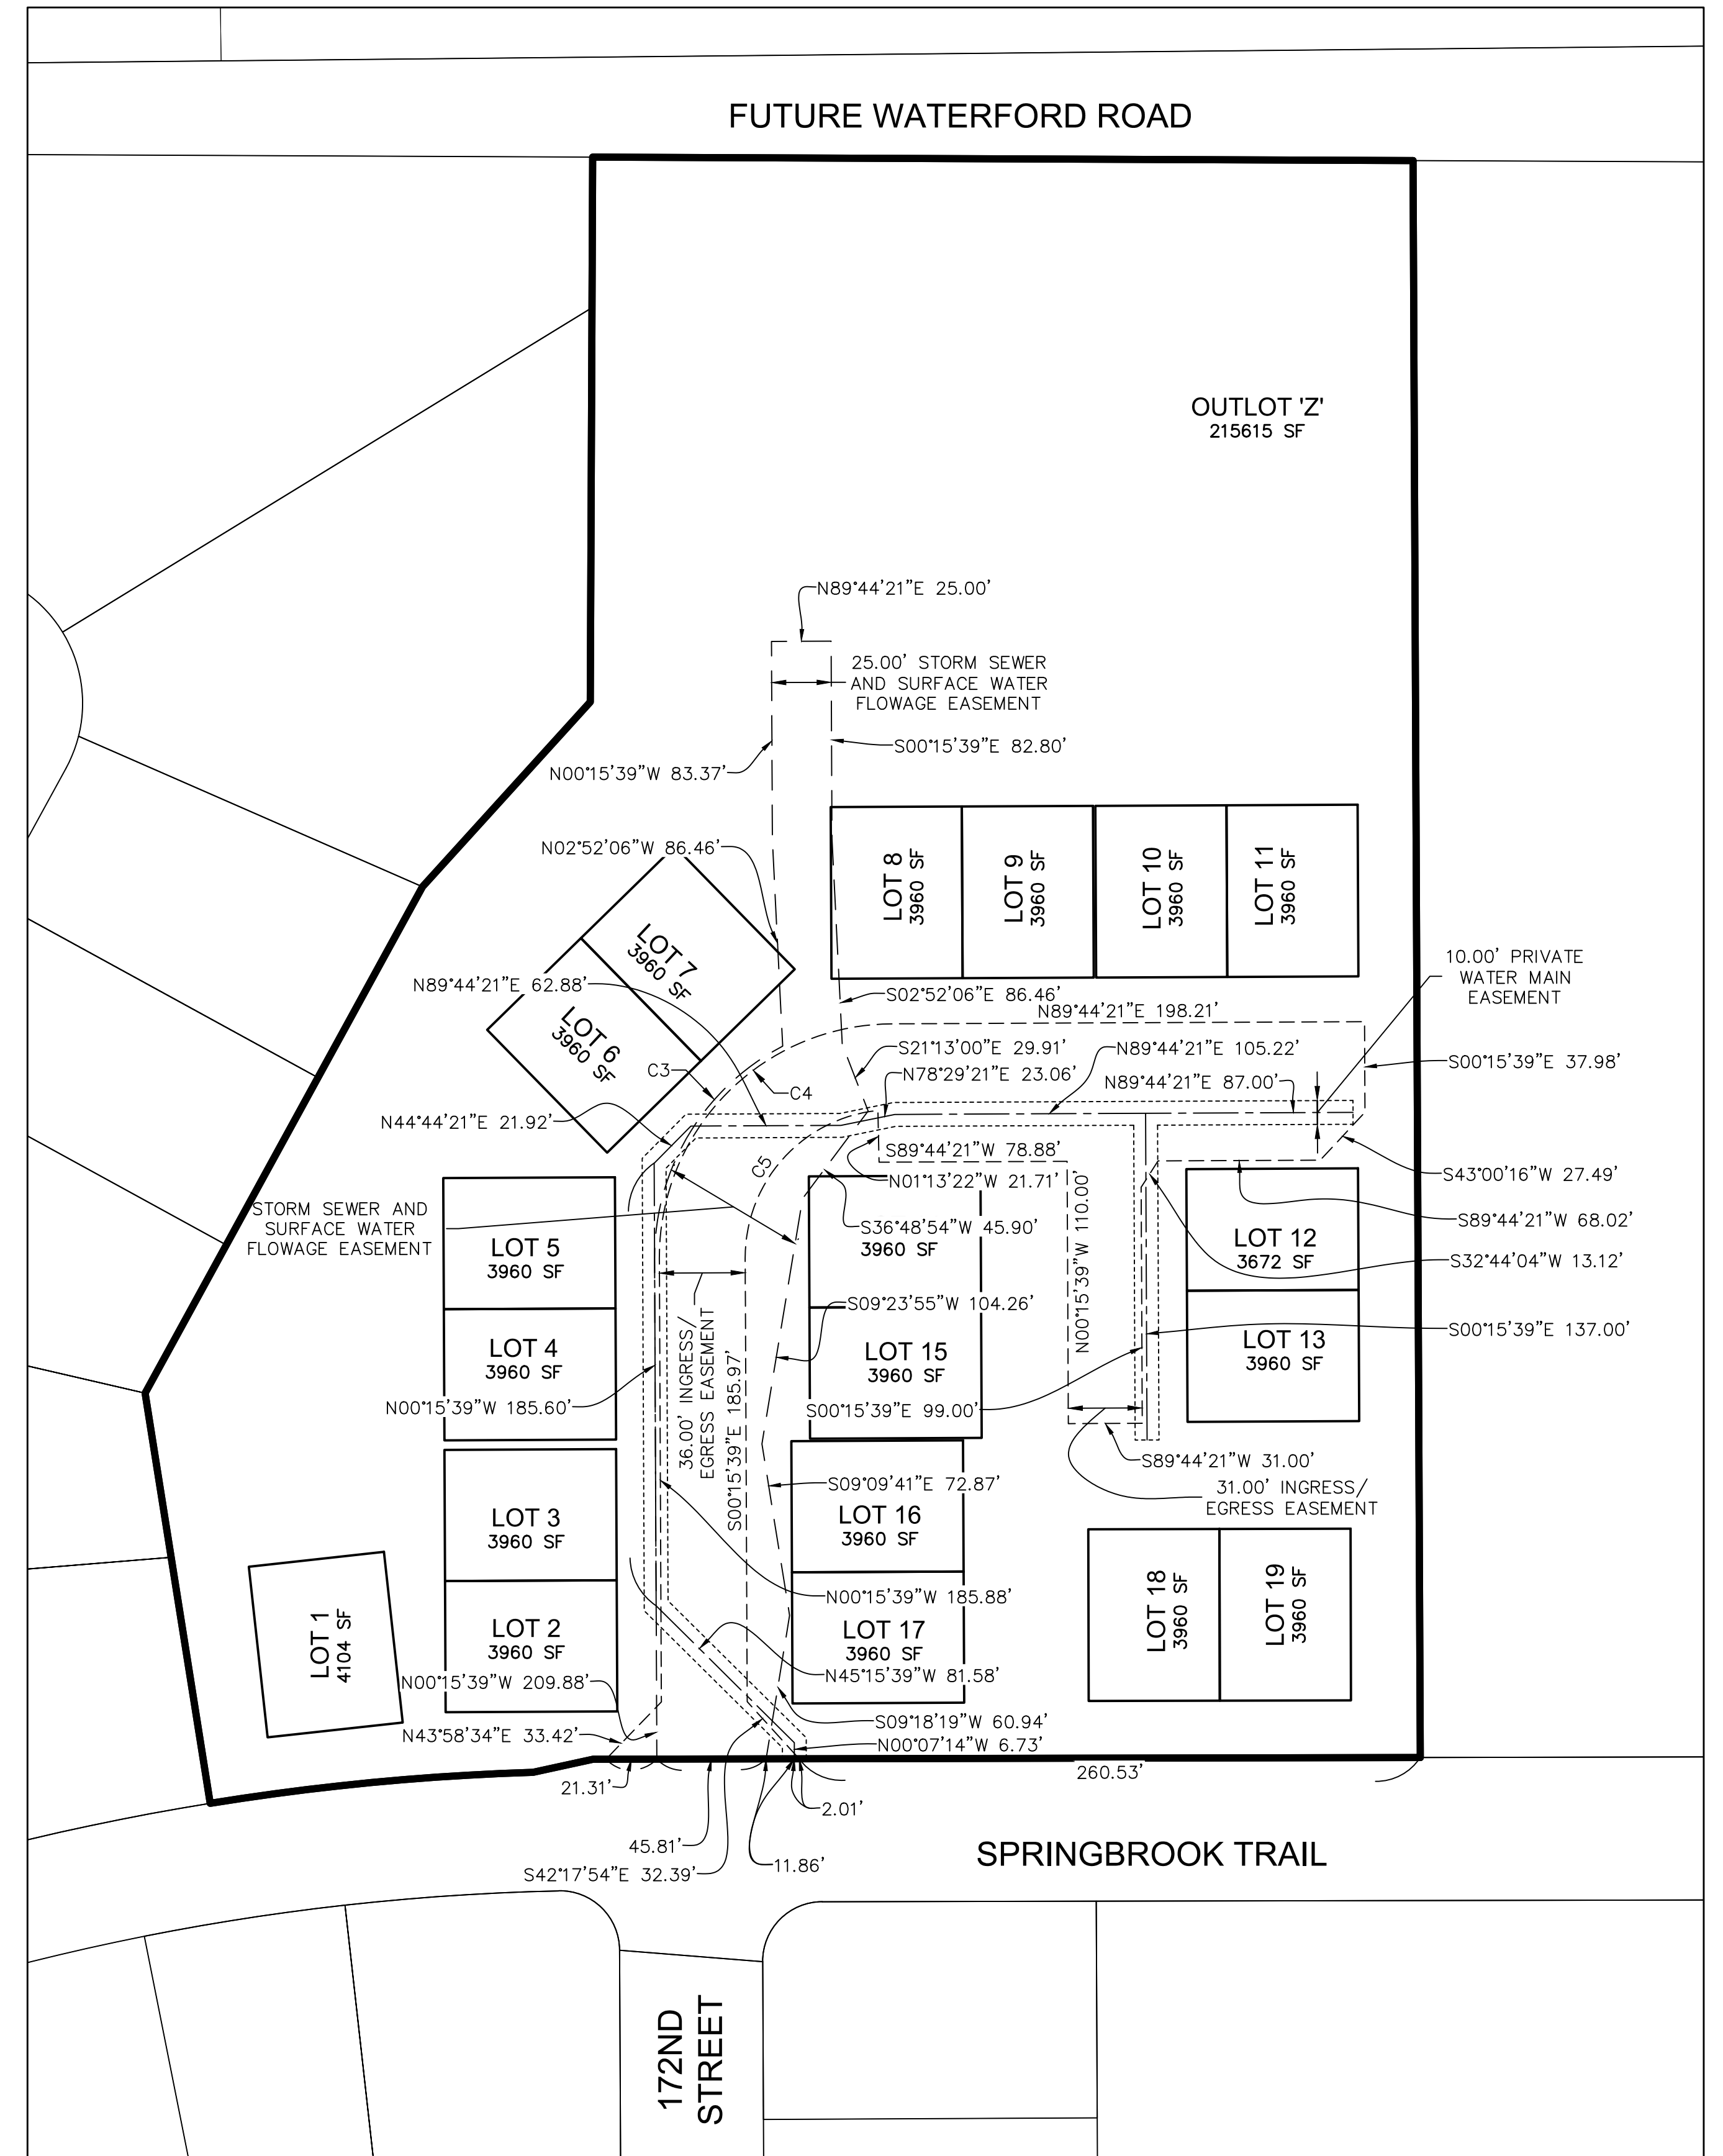 FUTURE WATERFORD ROAD
OUTLOT 'Z'
215615 SF
N89°44'21"E 25.00'
25.00' STORM SEWER
AND SURFACE WATER
FLOWAGE EASEMENT
S00°15'39"E 82.80'
N00°15'39"W 83.37'
N02°52'06"W 86.46'
LOT 7
3960 SF
LOT 6
3960 SF
LOT 8
3960 SF
LOT 9
3960 SF
LOT 10
3960 SF
LOT 11
3960 SF
10.00' PRIVATE
WATER MAIN
EASEMENT
N89°44'21"E 62.88'
S02°52'06"E 86.46'
N89°44'21"E 198.21'
S21°13'00"E 29.91'
N89°44'21"E 105.22'
S00°15'39"E 37.98'
C3
N78°29'21"E 23.06'
N89°44'21"E 87.00'
C4
N44°44'21"E 21.92'
S89°44'21"W 78.88'
C5
S43°00'16"W 27.49'
N01°13'22"W 21.71'
STORM SEWER AND
SURFACE WATER
FLOWAGE EASEMENT
S36°48'54"W 45.90'
3960 SF
N00°15'39"W 110.00'
S89°44'21"W 68.02'
LOT 5
3960 SF
LOT 12
3672 SF
S32°44'04"W 13.12'
S09°23'55"W 104.26'
LOT 4
3960 SF
LOT 15
3960 SF
LOT 13
3960 SF
S00°15'39"E 137.00'
36.00' INGRESS/
EGRESS EASEMENT
S00°15'39"E 185.97'
N00°15'39"W 185.60'
S00°15'39"E 99.00'
S89°44'21"W 31.00'
31.00' INGRESS/
EGRESS EASEMENT
S09°09'41"E 72.87'
LOT 3
3960 SF
LOT 16
3960 SF
N00°15'39"W 185.88'
LOT 1
4104 SF
LOT 2
3960 SF
LOT 17
3960 SF
LOT 18
3960 SF
LOT 19
3960 SF
N45°15'39"W 81.58'
N00°15'39"W 209.88'
S09°18'19"W 60.94'
N43°58'34"E 33.42'
N00°07'14"W 6.73'
260.53'
21.31'
2.01'
45.81'
11.86'
S42°17'54"E 32.39'
SPRINGBROOK TRAIL
172ND
STREET